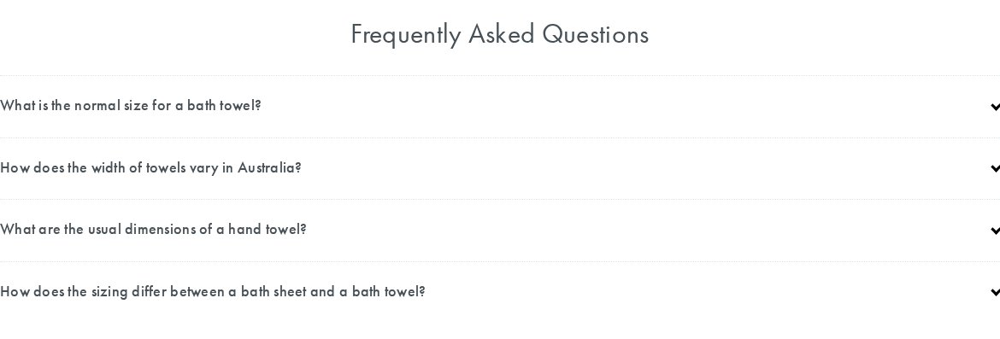 Frequently Asked Questions
What is the normal size for a bath towel?
How does the width of towels vary in Australia?
What are the usual dimensions of a hand towel?
How does the sizing differ between a bath sheet and a bath towel?